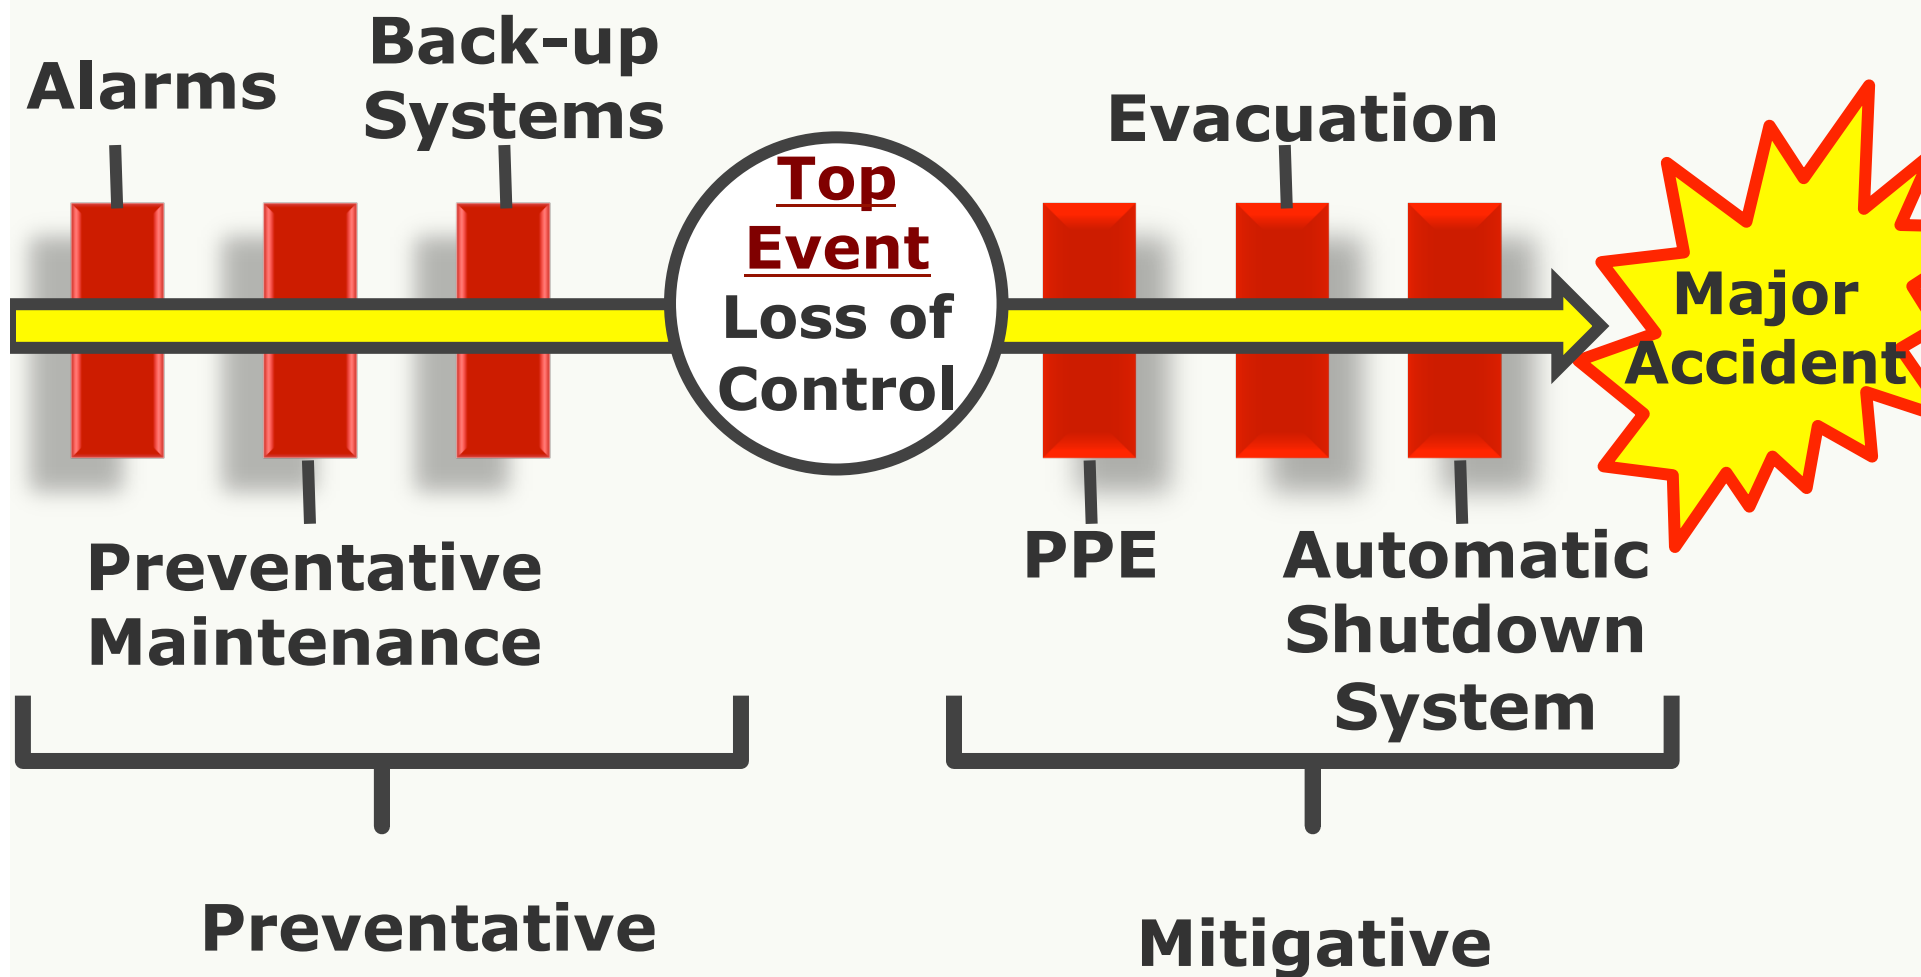 Alarms
Back-up
Systems
Preventative
Maintenance
Top
Event
Loss of
Control
Evacuation
PPE
Automatic
Shutdown
System
Major
Accident
Preventative
Mitigative